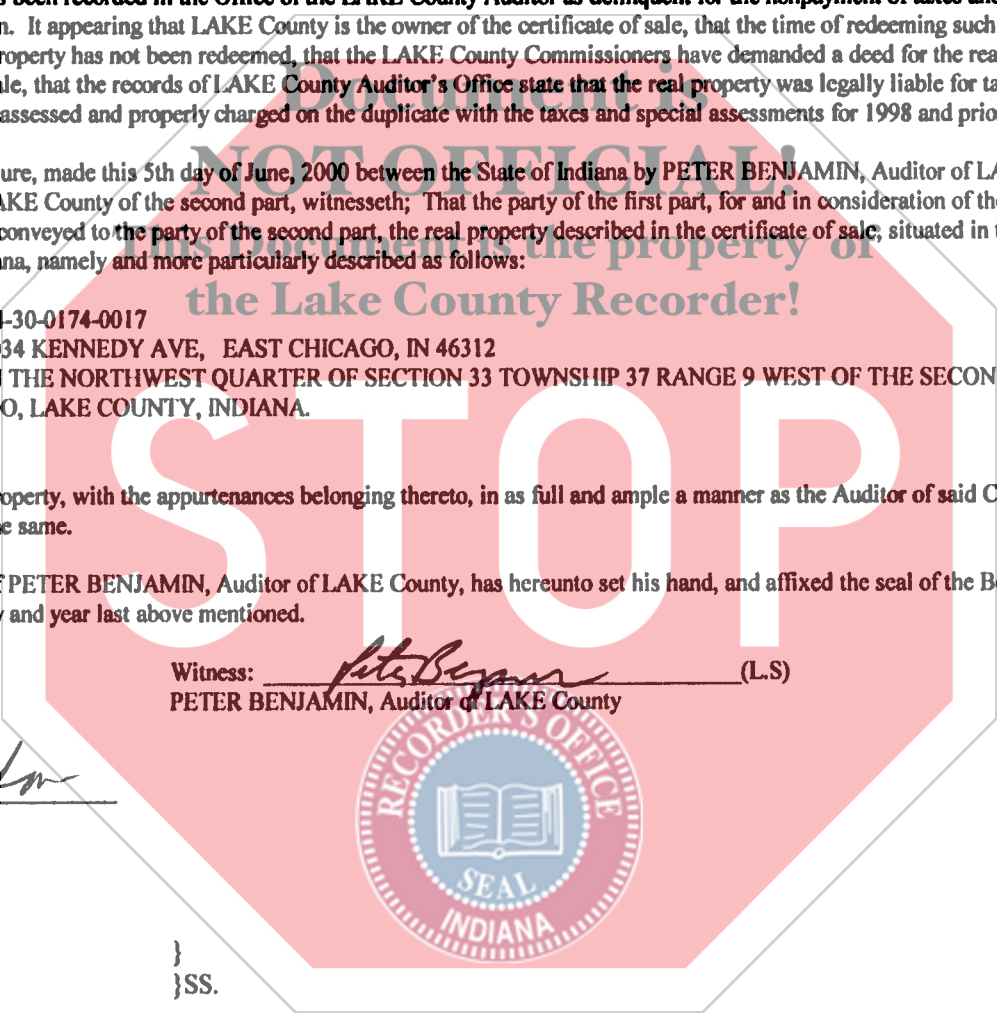 s been recorded in the Office of the LAKE County Auditor as delinquent for the nonpayment of taxes and
n. It appearing that LAKE County is the owner of the certificate of sale, that the time of redeeming such
roperty has not been redeemed, that the LAKE County Commissioners have demanded a deed for the rea
le, that the records of LAKE County Auditor's Office state that the real property was legally liable for ta
assessed and properly charged on the duplicate with the taxes and special assessments for 1998 and prio
Document is
NOT OFFICIAL!
ure, made this 5th day of June, 2000 between the State of Indiana by PETER BENJAMIN, Auditor of LA
AKE County of the second part, witnesseth; That the party of the first part, for and in consideration of the
conveyed to the party of the second part, the real property described in the certificate of sale, situated in t
This Document is the property of
ana, namely and more particularly described as follows:
the Lake County Recorder!
-30-0174-0017
34 KENNEDY AVE, EAST CHICAGO, IN 46312
THE NORTHWEST QUARTER OF SECTION 33 TOWNSHIP 37 RANGE 9 WEST OF THE SECON
O, LAKE COUNTY, INDIANA.
STOP
operty, with the appurtenances belonging thereto, in as full and ample a manner as the Auditor of said C
e same.
f PETER BENJAMIN, Auditor of LAKE County, has hereunto set his hand, and affixed the seal of the B
y and year last above mentioned.
Witness: Peter Benjamin (L.S)
PETER BENJAMIN, Auditor of LAKE County
RECORDER'S OFFICE
SEAL
INDIANA
}
}SS.